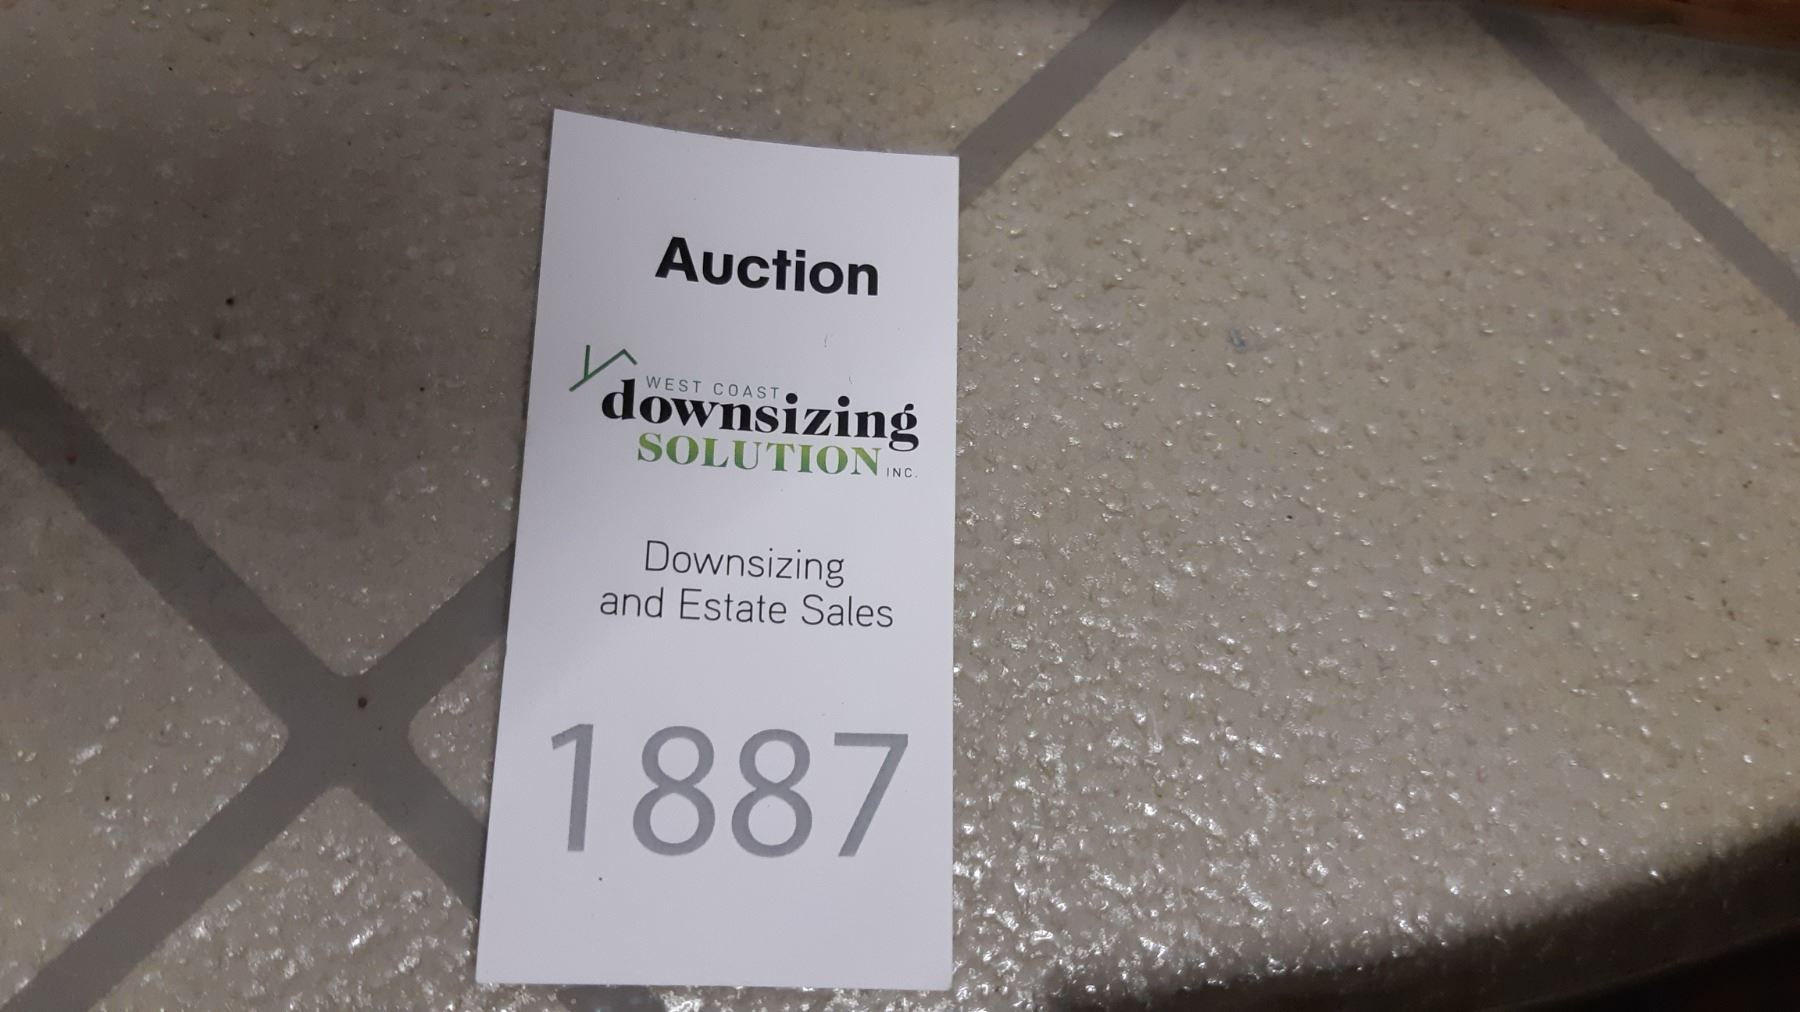 Auction
WEST COAST
downsizing
SOLUTION INC.
Downsizing
and Estate Sales
1887